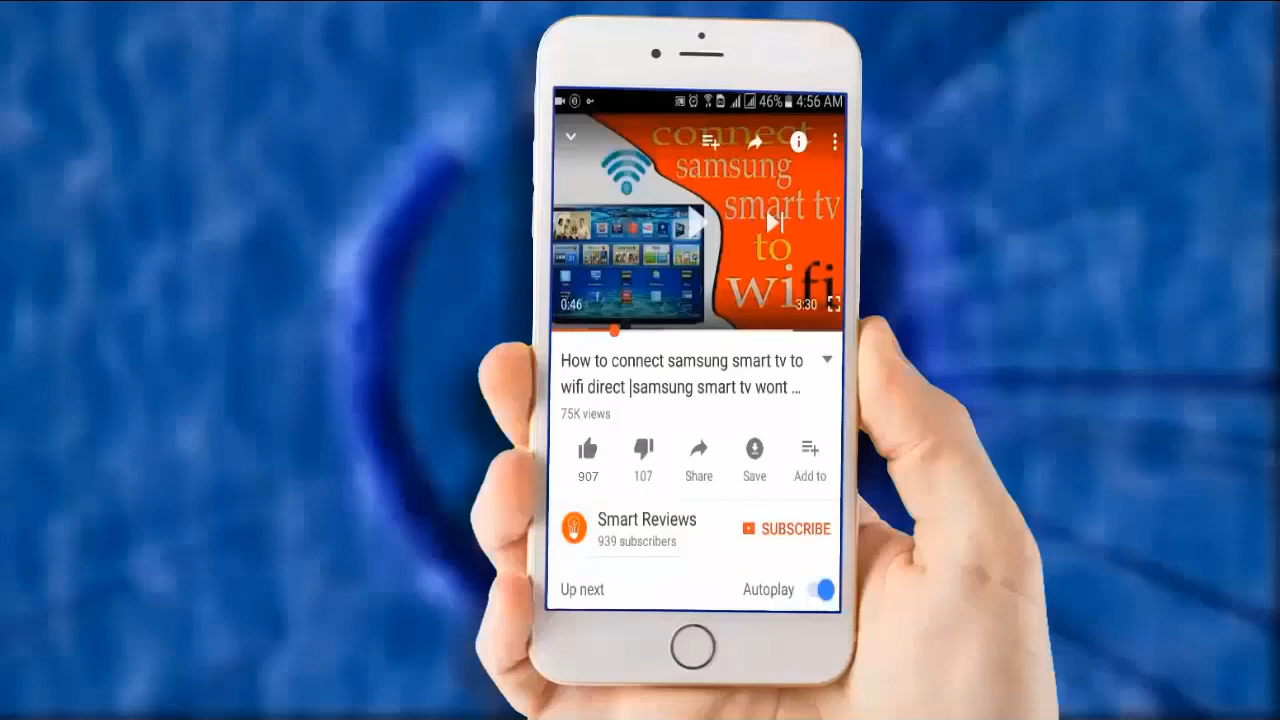 46% 4:56 AM
connect
samsung
smart tv
to
wifi
0:46
3:30
How to connect samsung smart tv to
wifi direct |samsung smart tv wont ...
75K views
907
107
Share
Save
Add to
Smart Reviews
939 subscribers
SUBSCRIBE
Up next
Autoplay